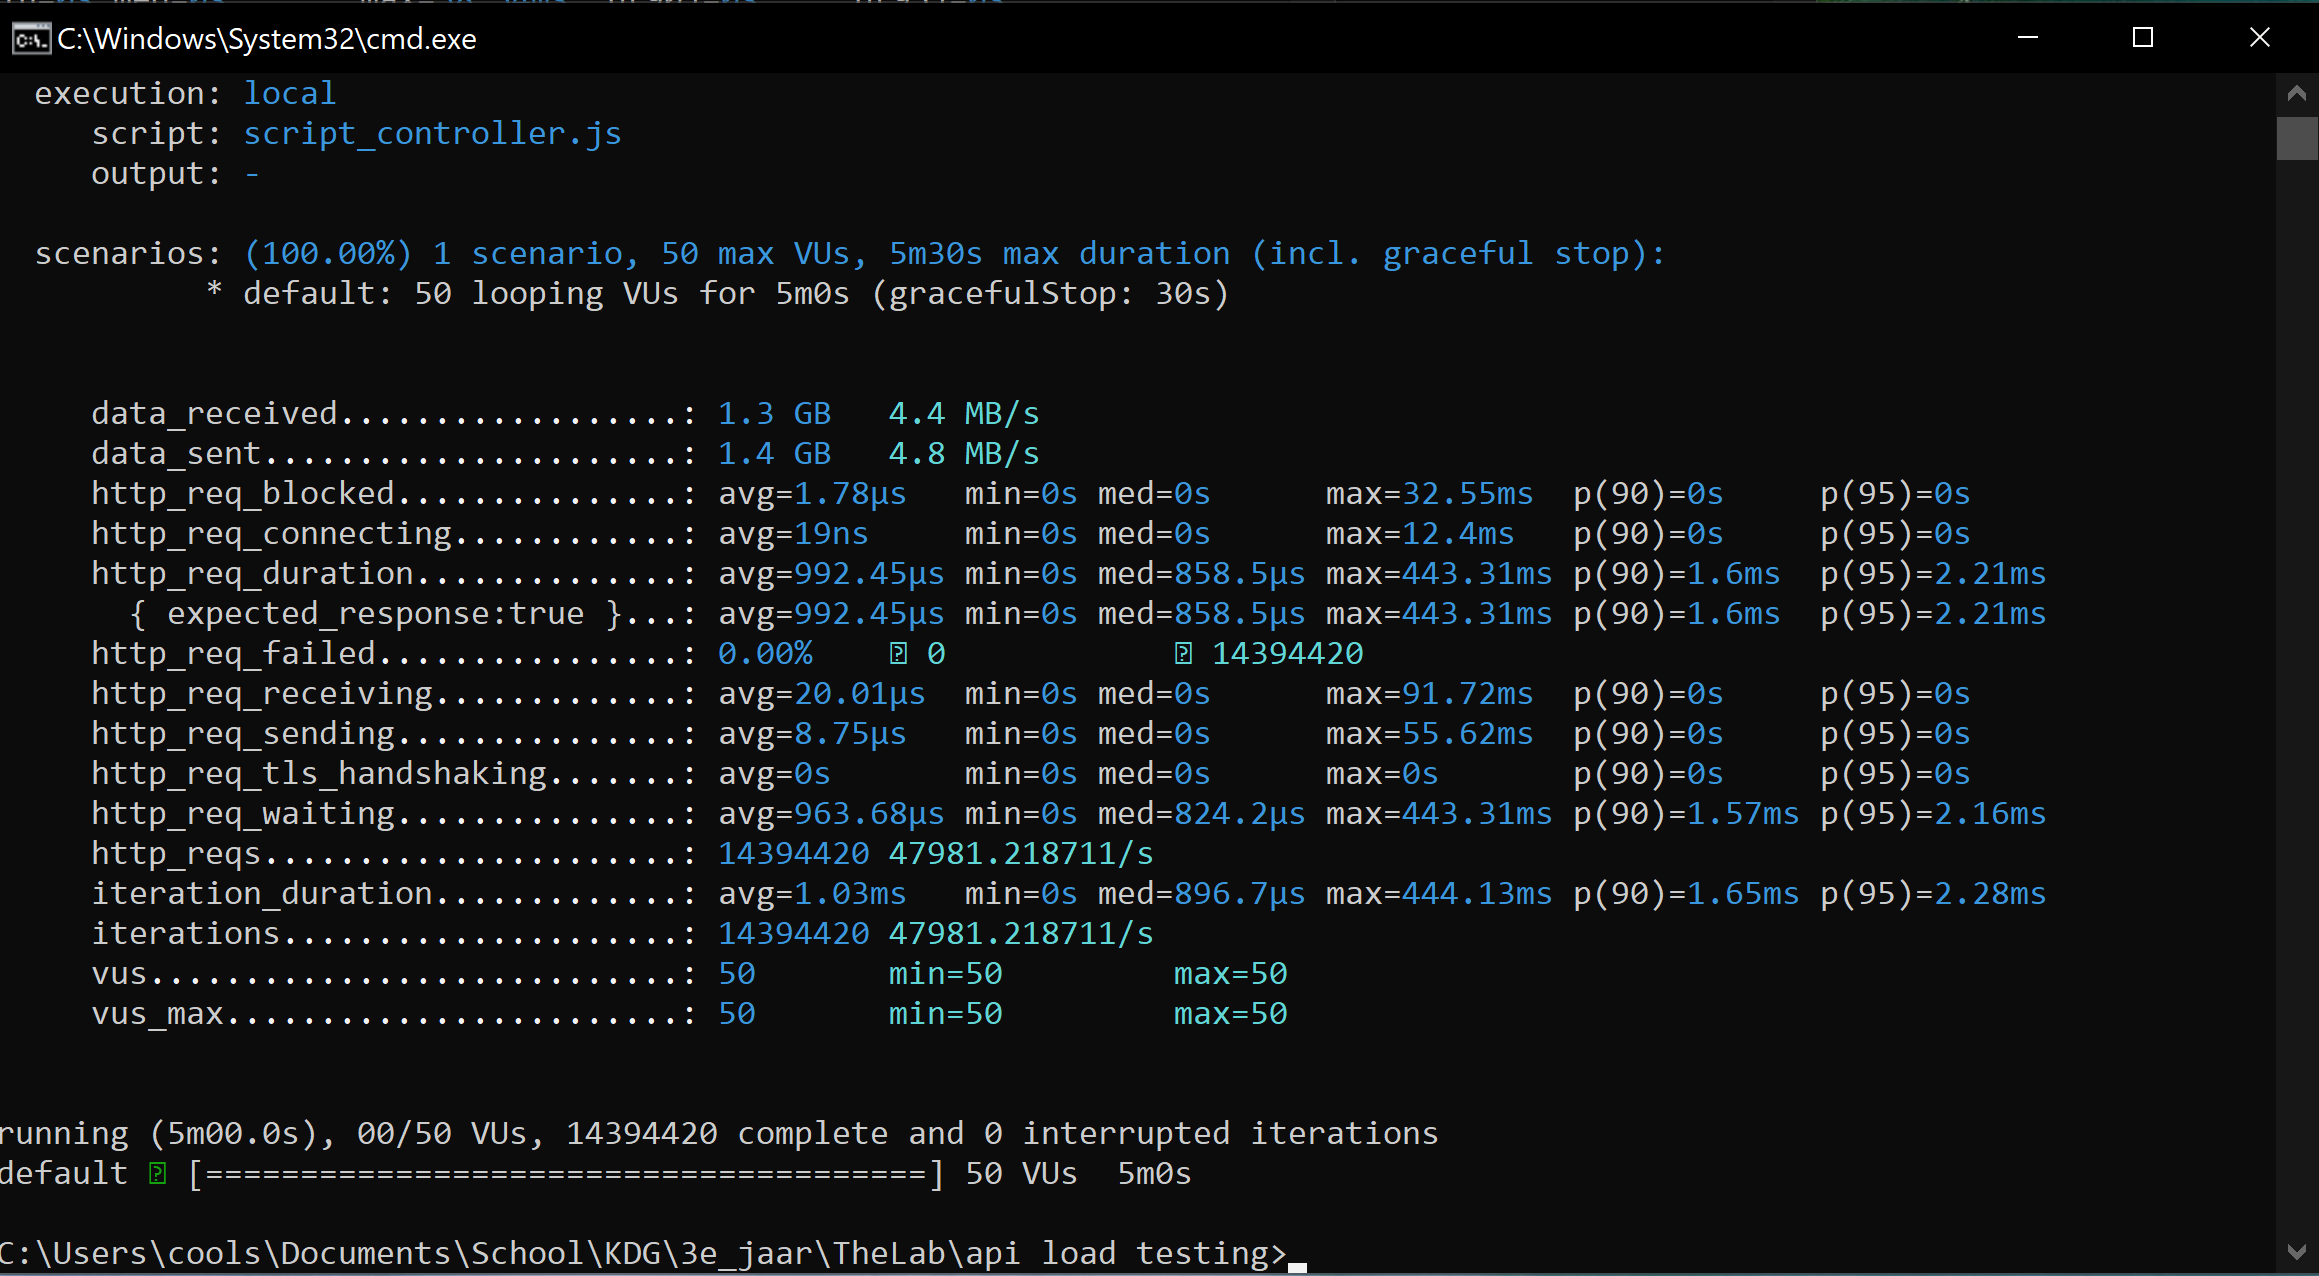 C:\Windows\System32\cmd.exe
execution: local
script: script_controller.js
output: -
scenarios: (100.00%) 1 scenario, 50 max VUs, 5m30s max duration (incl. graceful stop):
* default: 50 looping VUs for 5m0s (gracefulStop: 30s)
data_received..................: 1.3 GB 4.4 MB/s
data_sent......................: 1.4 GB 4.8 MB/s
http_req_blocked...............: avg=1.78µs min=0s med=0s max=32.55ms p(90)=0s p(95)=0s
http_req_connecting............: avg=19ns min=0s med=0s max=12.4ms p(90)=0s p(95)=0s
http_req_duration..............: avg=992.45µs min=0s med=858.5µs max=443.31ms p(90)=1.6ms p(95)=2.21ms
{ expected_response:true }...: avg=992.45µs min=0s med=858.5µs max=443.31ms p(90)=1.6ms p(95)=2.21ms
http_req_failed................: 0.00% 0 14394420
http_req_receiving.............: avg=20.01µs min=0s med=0s max=91.72ms p(90)=0s p(95)=0s
http_req_sending...............: avg=8.75µs min=0s med=0s max=55.62ms p(90)=0s p(95)=0s
http_req_tls_handshaking.......: avg=0s min=0s med=0s max=0s p(90)=0s p(95)=0s
http_req_waiting...............: avg=963.68µs min=0s med=824.2µs max=443.31ms p(90)=1.57ms p(95)=2.16ms
http_reqs......................: 14394420 47981.218711/s
iteration_duration.............: avg=1.03ms min=0s med=896.7µs max=444.13ms p(90)=1.65ms p(95)=2.28ms
iterations.....................: 14394420 47981.218711/s
vus............................: 50 min=50 max=50
vus_max........................: 50 min=50 max=50
running (5m00.0s), 00/50 VUs, 14394420 complete and 0 interrupted iterations
default [======================================] 50 VUs 5m0s
C:\Users\cools\Documents\School\KDG\3e_jaar\TheLab\api load testing>